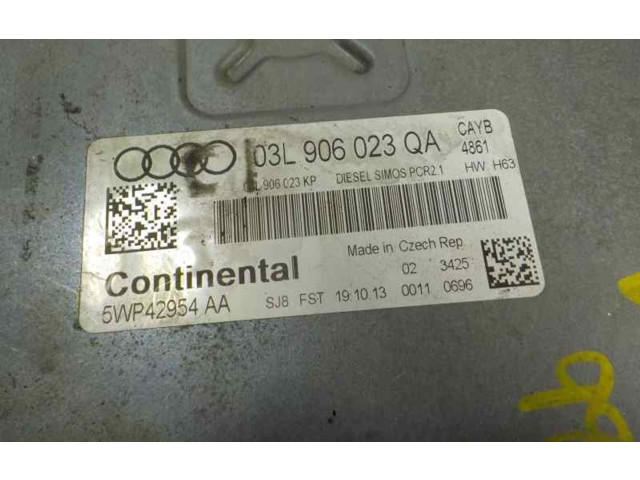 03L 906 023 QA CAYB
4861
906 023 KP DIESEL SIMOS PCR2.1 HW H63
Made in Czech Rep
Continental 02 3425
5WP42954 AA SJ8 FST 19.10.13 0011 0696